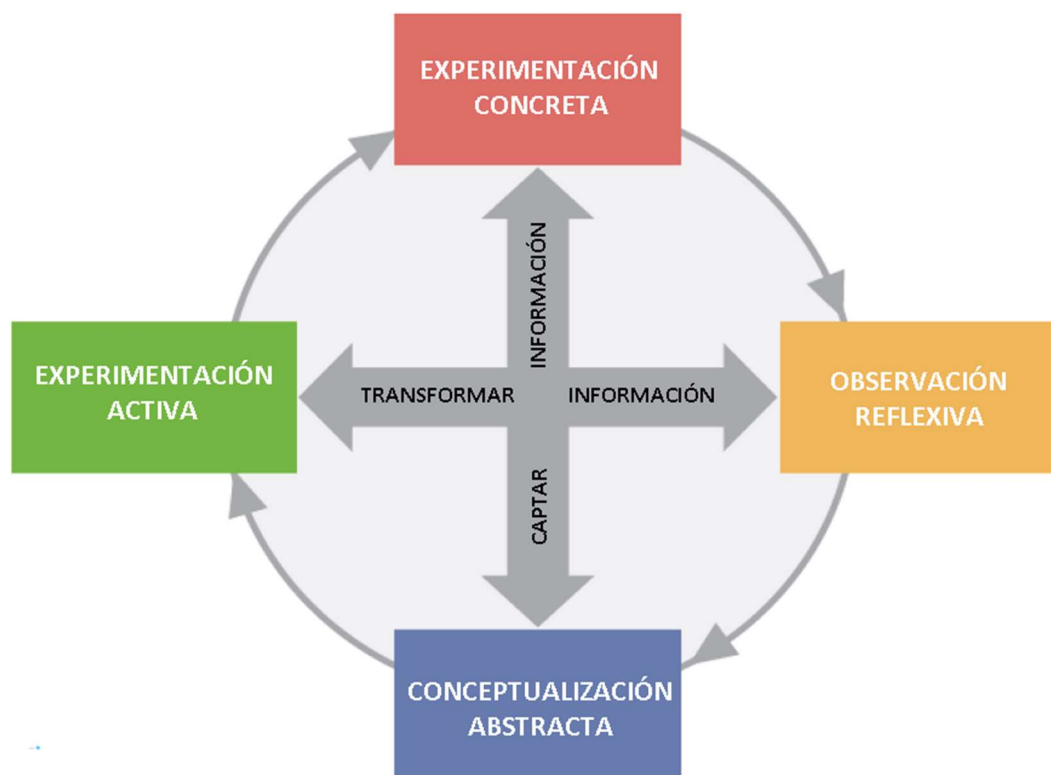 EXPERIMENTACIÓN
CONCRETA
EXPERIMENTACIÓN
ACTIVA
TRANSFORMAR INFORMACIÓN
CAPTAR INFORMACIÓN
OBSERVACIÓN
REFLEXIVA
CONCEPTUALIZACIÓN
ABSTRACTA